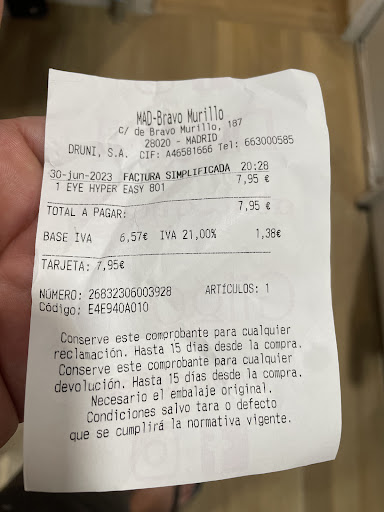 MAD-Bravo Murillo
C/ de Bravo Murillo, 187
28020 - MADRID
DRUNI, S.A. CIF: A46581666 Tel: 663000585
30-jun-2023 FACTURA SIMPLIFICADA 20:28
1 EYE HYPER EASY 801 7,95 €
TOTAL A PAGAR: 7,95 €
BASE IVA 6,57€ IVA 21,00% 1,38€
TARJETA: 7,95€
NÚMERO: 26832306003928 ARTÍCULOS: 1
Código: E4E940A010
Conserve este comprobante para cualquier
reclamación. Hasta 15 días desde la compra.
Conserve este comprobante para cualquier
devolución. Hasta 15 días desde la compra.
Necesario el embalaje original.
Condiciones salvo tara o defecto
que se cumplirá la normativa vigente.